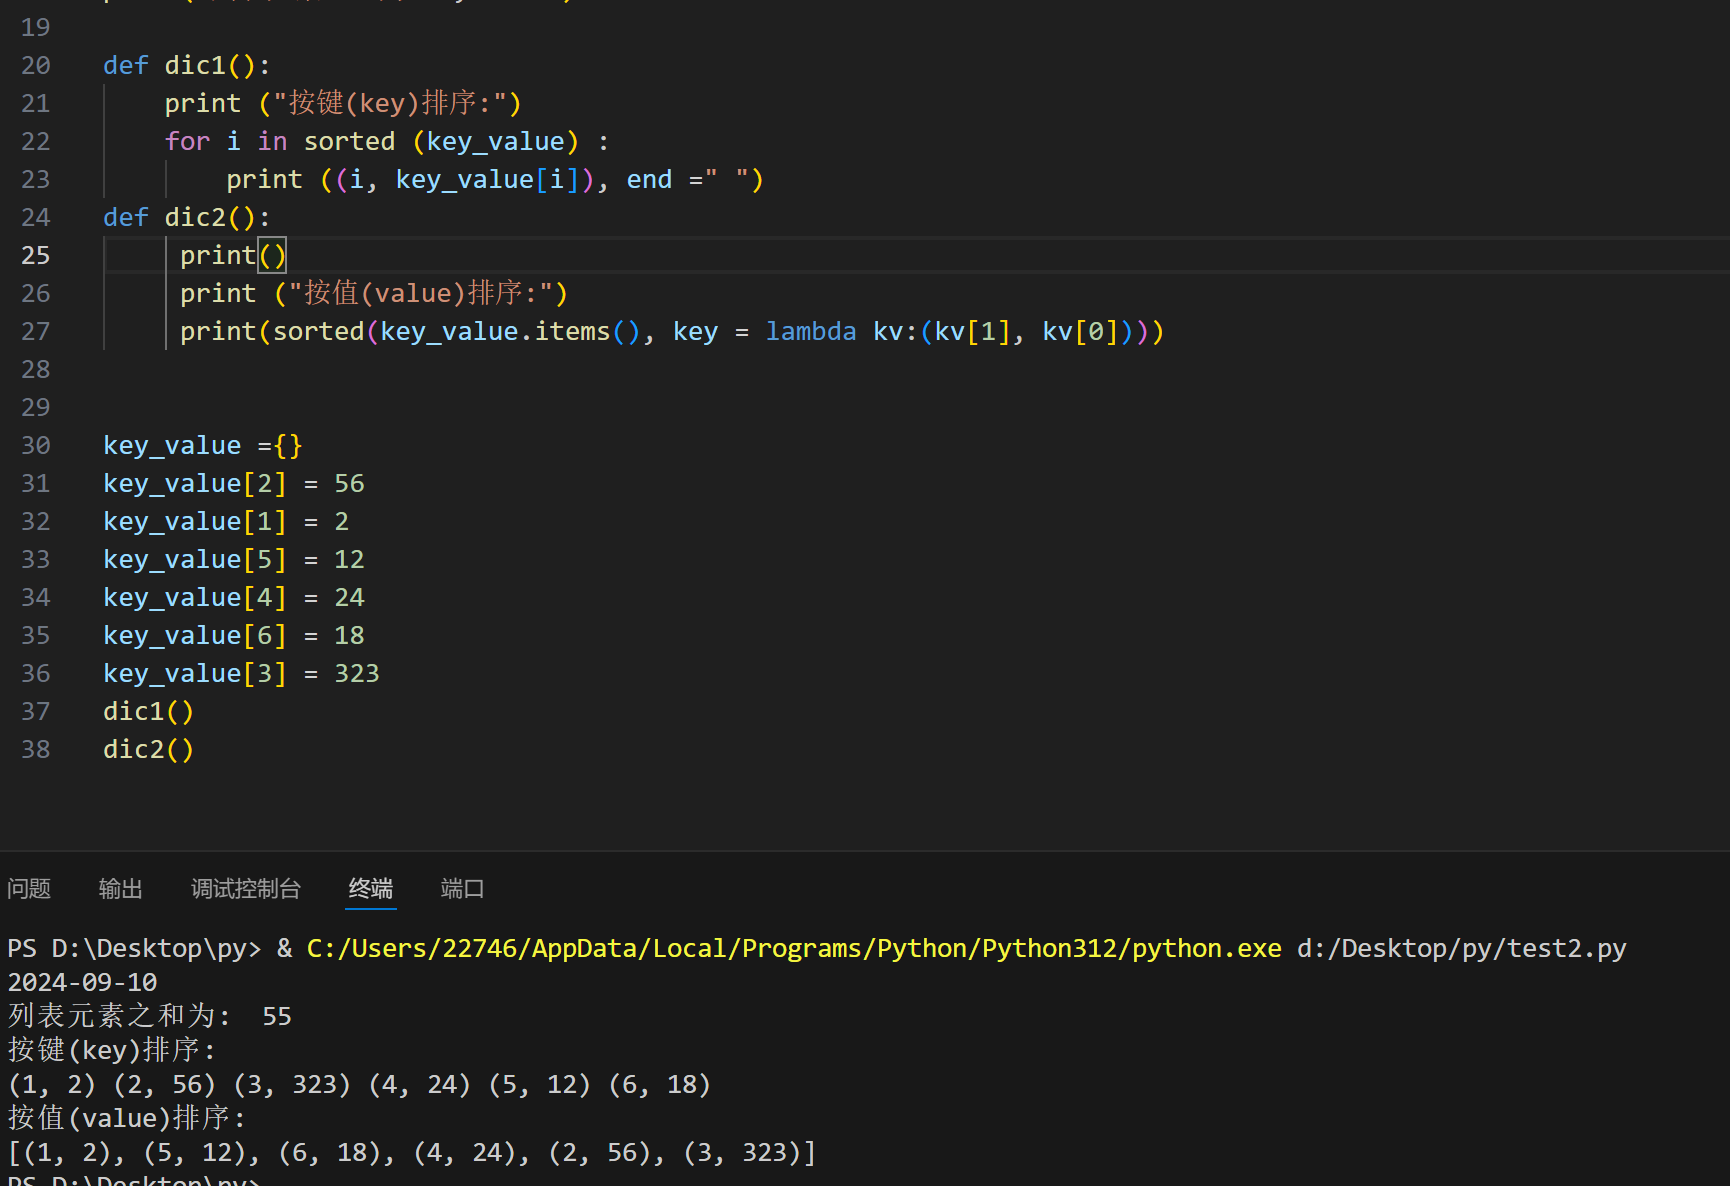 19
20 def dic1():
21     print ("按键(key)排序:")
22     for i in sorted (key_value) :
23         print ((i, key_value[i]), end =" ")
24 def dic2():
25      print()
26      print ("按值(value)排序:")
27      print(sorted(key_value.items(), key = lambda kv:(kv[1], kv[0])))
28
29
30 key_value ={}
31 key_value[2] = 56
32 key_value[1] = 2
33 key_value[5] = 12
34 key_value[4] = 24
35 key_value[6] = 18
36 key_value[3] = 323
37 dic1()
38 dic2()
问题 输出 调试控制台 终端 端口
PS D:\Desktop\py> & C:/Users/22746/AppData/Local/Programs/Python/Python312/python.exe d:/Desktop/py/test2.py
2024-09-10
列表元素之和为: 55
按键(key)排序:
(1, 2) (2, 56) (3, 323) (4, 24) (5, 12) (6, 18)
按值(value)排序:
[(1, 2), (5, 12), (6, 18), (4, 24), (2, 56), (3, 323)]
PS D:\Desktop\py>